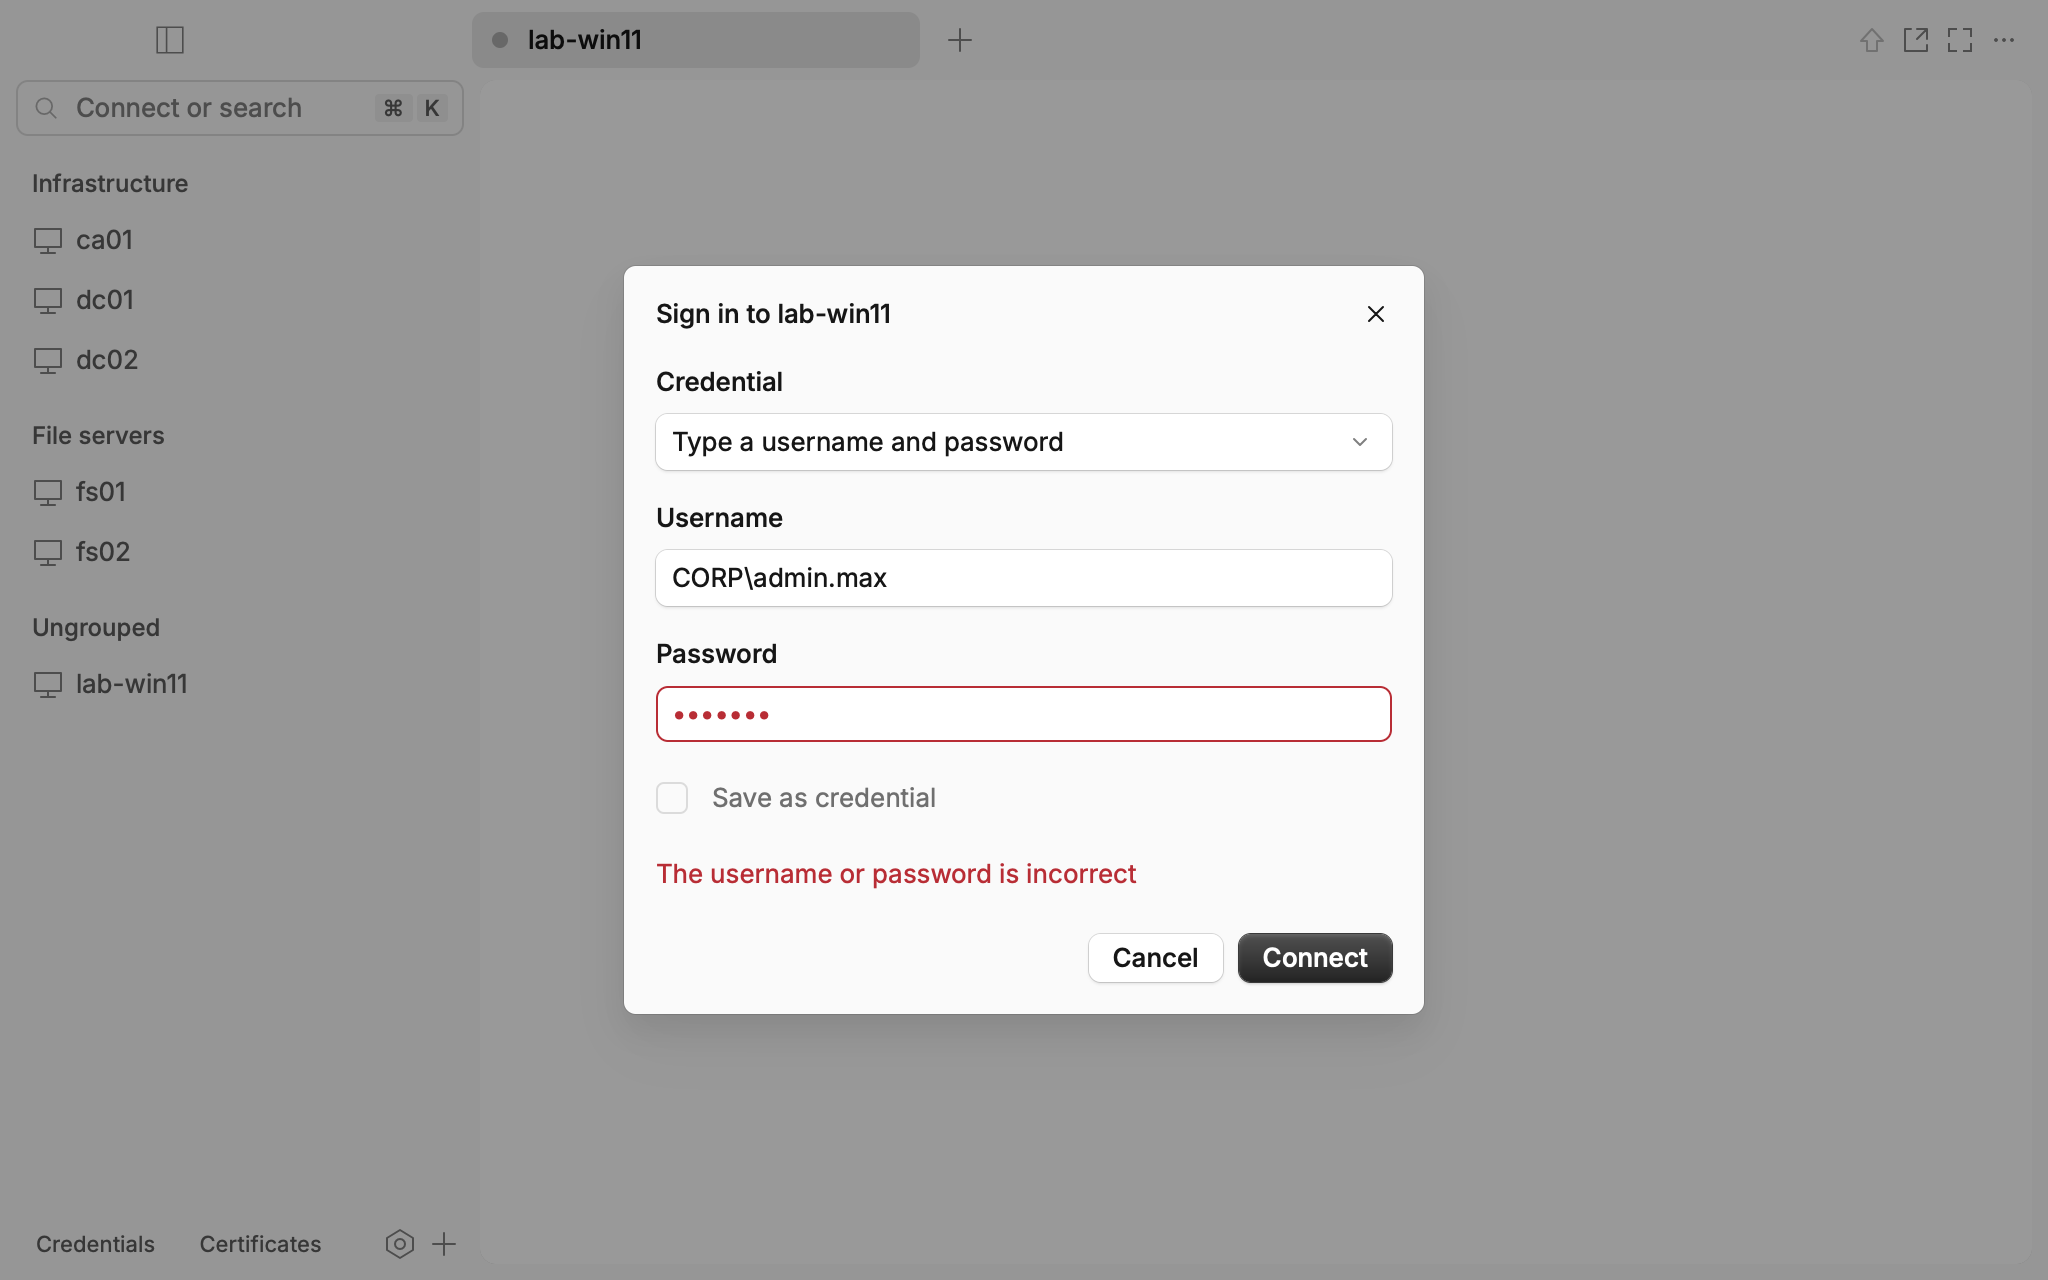 lab-win11
Connect or search ⌘ K
Infrastructure
ca01
dc01
dc02
File servers
fs01
fs02
Ungrouped
lab-win11
Credentials Certificates
Sign in to lab-win11
Credential
Type a username and password
Username
CORP\admin.max
Password
•••••••
Save as credential
The username or password is incorrect
Cancel Connect